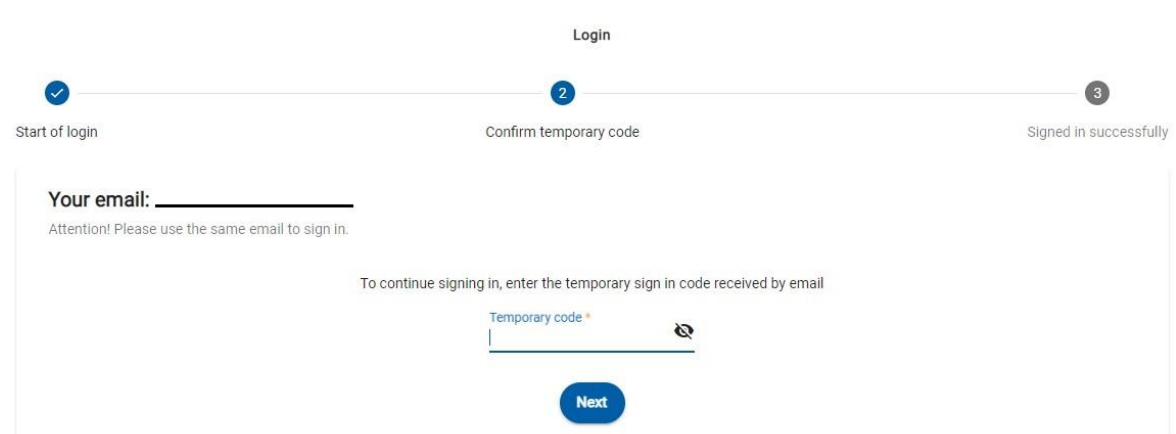 Login
2
3
Start of login
Confirm temporary code
Signed in successfully
Your email:
Attention! Please use the same email to sign in.
To continue signing in, enter the temporary sign in code received by email
Temporary code *
Next